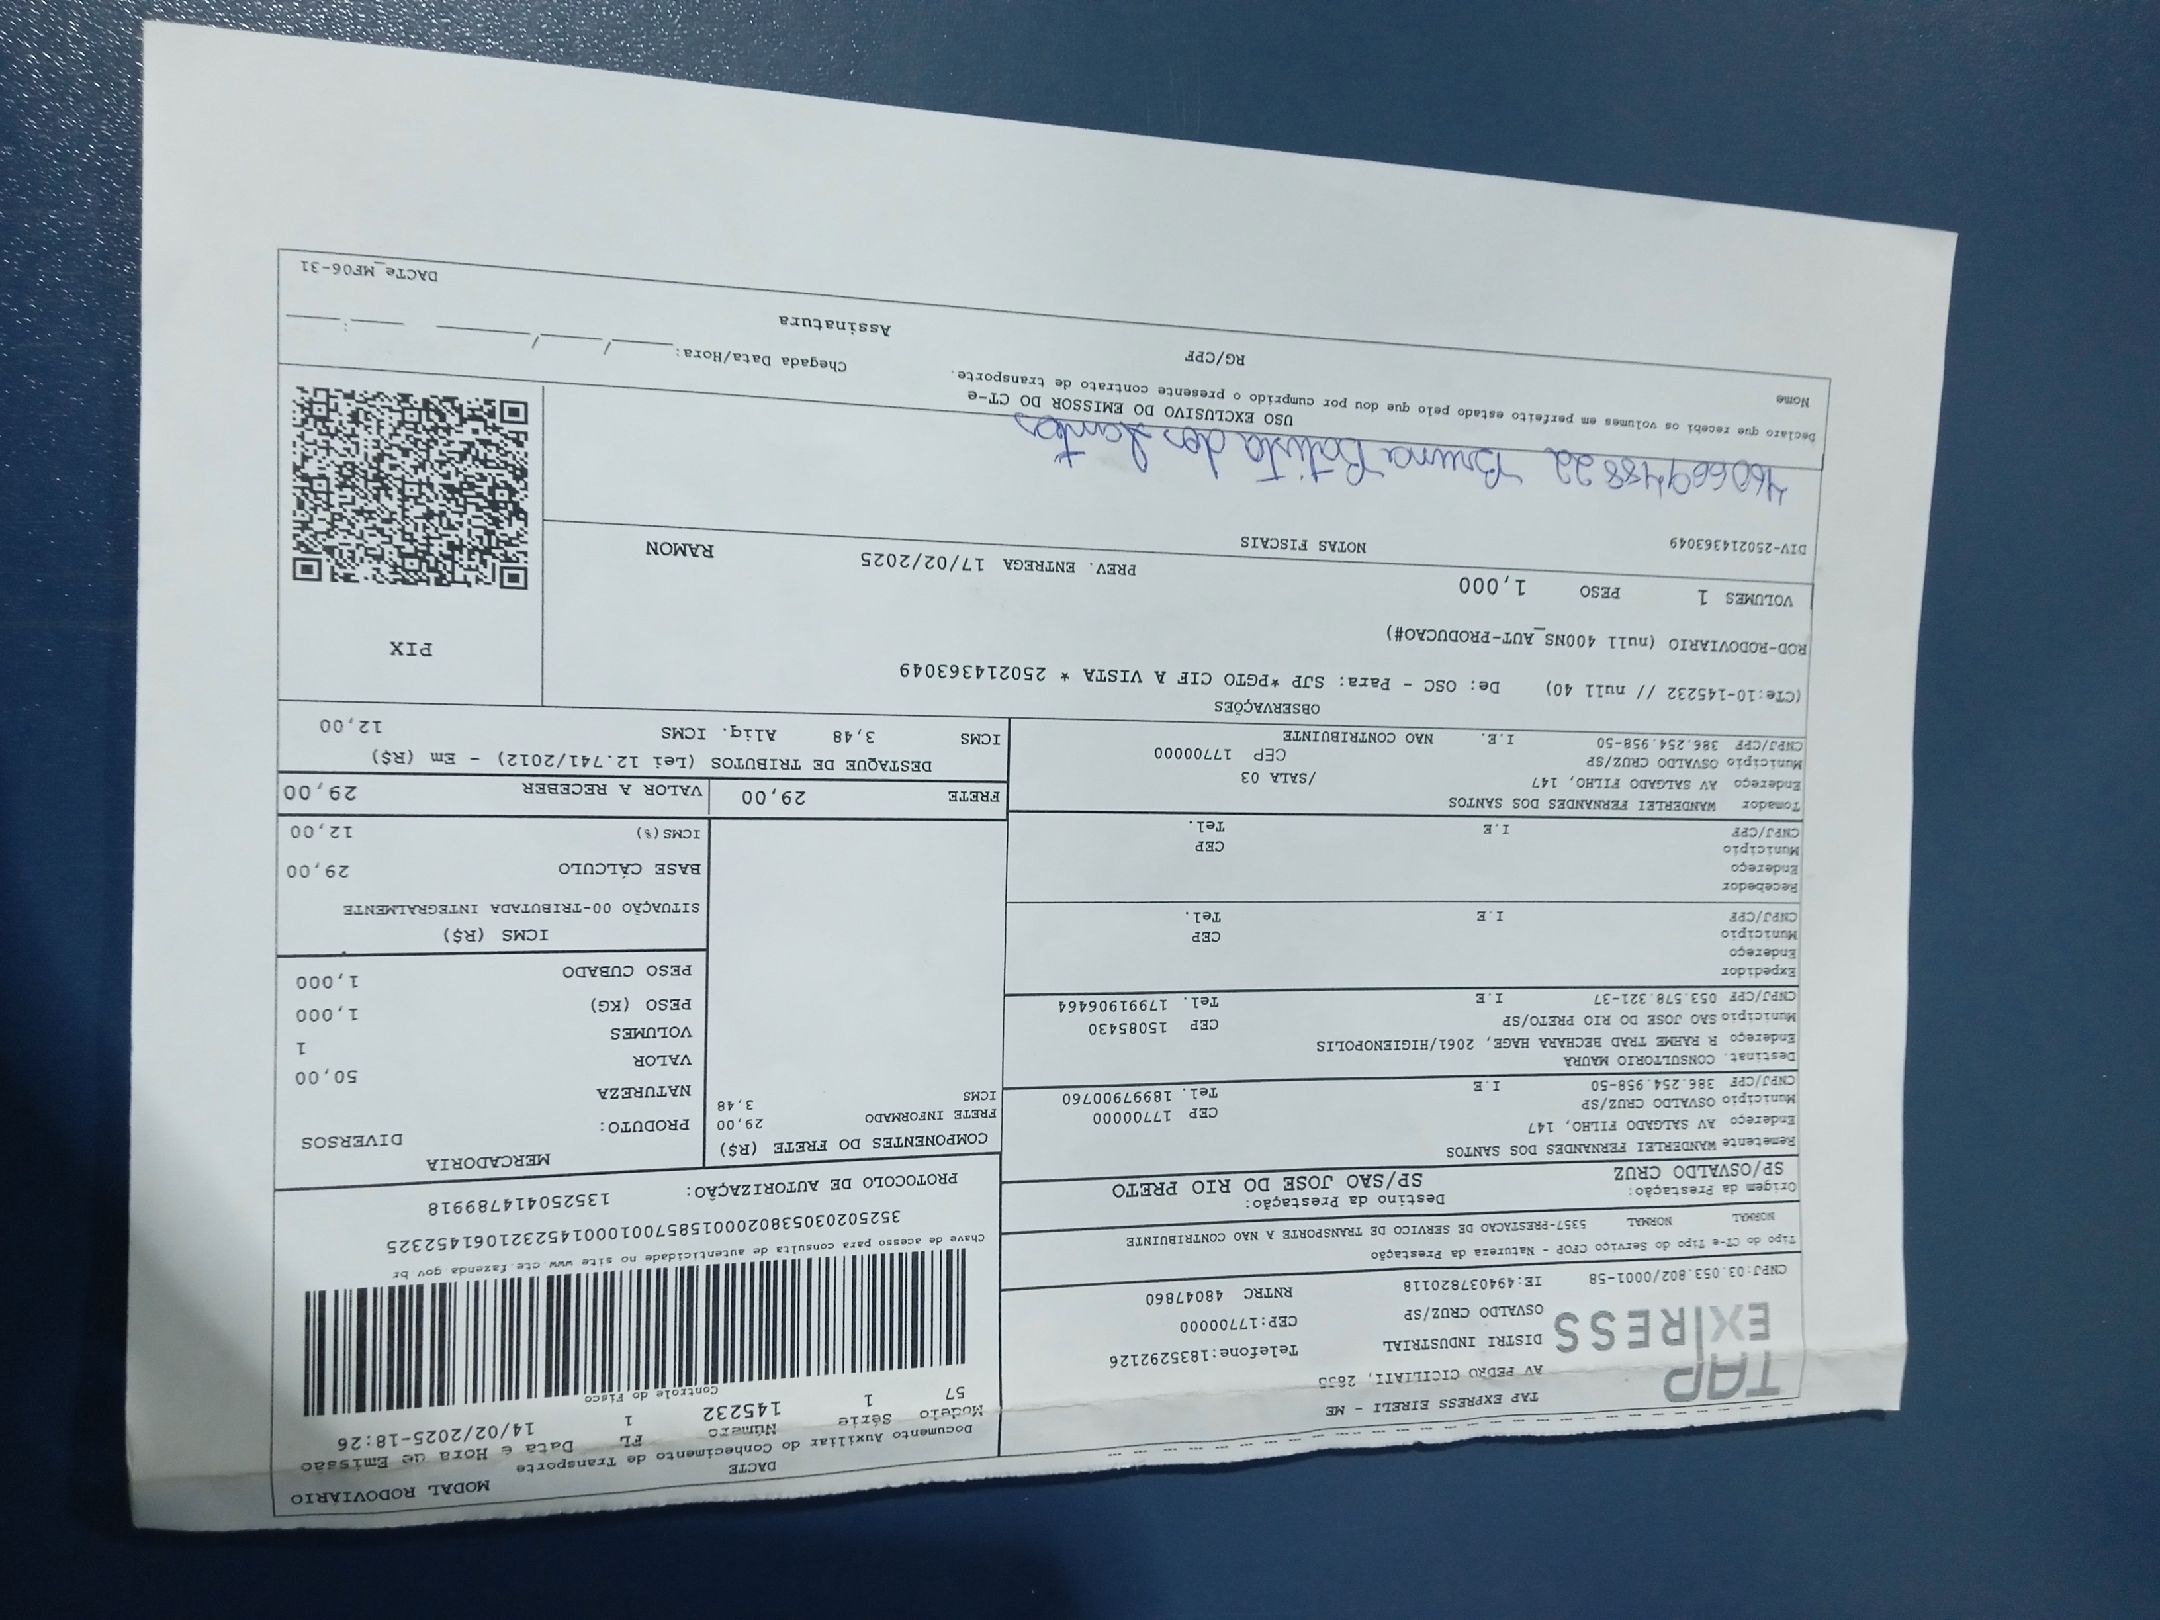 TAP EXPRESS
TAP EXPRESS EIRELI - ME
AV PEDRO CICILIATI, 2655
DISTRI INDUSTRIAL Telefone:1835292126
OSVALDO CRUZ/SP CEP:17700000
CNPJ:03.053.802/0001-58 IE:494037820118 RNTRC 48047860
DACTE MODAL RODOVIARIO
Documento Auxiliar do Conhecimento de Transporte
Modelo Série Número FL Data e Hora de Emissao
57 1 145232 1 14/02/2025-18:26
Controle do Fisco
Chave de acesso para consulta de autenticidade no site www.cte.fazenda.gov.br
35250203053802000158570010001452321061452325
PROTOCOLO DE AUTORIZAÇÃO: 135250414789918
Tipo do CT-e Tipo do Serviço CFOP - Natureza da Prestação
NORMAL NORMAL 5357-PRESTACAO DE SERVICO DE TRANSPORTE A NAO CONTRIBUINTE
Origem da Prestação: Destino da Prestação:
SP/OSVALDO CRUZ SP/SAO JOSE DO RIO PRETO
Remetente WANDERLEI FERNANDES DOS SANTOS
Endereço AV SALGADO FILHO, 147
Município OSVALDO CRUZ/SP CEP 17700000
CNPJ/CPF 386.254.958-50 I.E Tel. 18997900760
Destinat. CONSULTORIO MAURA
Endereço R RAHME TRAD BECHARA HAGE, 2061/HIGIENOPOLIS
Município SAO JOSE DO RIO PRETO/SP CEP 15085430
CNPJ/CPF 053.578.321-37 I.E Tel. 17991906464
Expedidor
Endereço
Município CEP
CNPJ/CPF I.E Tel.
Recebedor
Endereço
Município CEP
CNPJ/CPF I.E Tel.
Tomador WANDERLEI FERNANDES DOS SANTOS
Endereço AV SALGADO FILHO, 147 /SALA 03
Município OSVALDO CRUZ/SP CEP 17700000
CNPJ/CPF 386.254.958-50 I.E. NAO CONTRIBUINTE
COMPONENTES DO FRETE (R$)
FRETE INFORMADO 29,00
ICMS 3,48
MERCADORIA
PRODUTO: DIVERSOS
NATUREZA
VALOR 50,00
VOLUMES 1
PESO (KG) 1,000
PESO CUBADO 1,000
ICMS (R$)
SITUAÇÃO 00-TRIBUTADA INTEGRALMENTE
BASE CÁLCULO 29,00
ICMS(%) 12,00
FRETE 29,00 VALOR A RECEBER 29,00
DESTAQUE DE TRIBUTOS (Lei 12.741/2012) - Em (R$)
ICMS 3,48 Aliq. ICMS 12,00
OBSERVAÇÕES
(CTe:10-145232 // null 40) De: OSC - Para: SJP *PGTO CIF A VISTA * 250214363049
ROD-RODOVIARIO (null 400NS_AUT-PRODUCAO#)
PIX
VOLUMES 1 PESO 1,000 PREV. ENTREGA 17/02/2025 RAMON
NOTAS FISCAIS
DIV-250214363049
46066948822 Bruna Batista dos Santos
USO EXCLUSIVO DO EMISSOR DO CT-e
Declaro que recebi os volumes em perfeito estado pelo que dou por cumprido o presente contrato de transporte.
Chegada Data/Hora: ____/____/____ ___:___
Nome RG/CPF Assinatura
DACTe_MF06-31